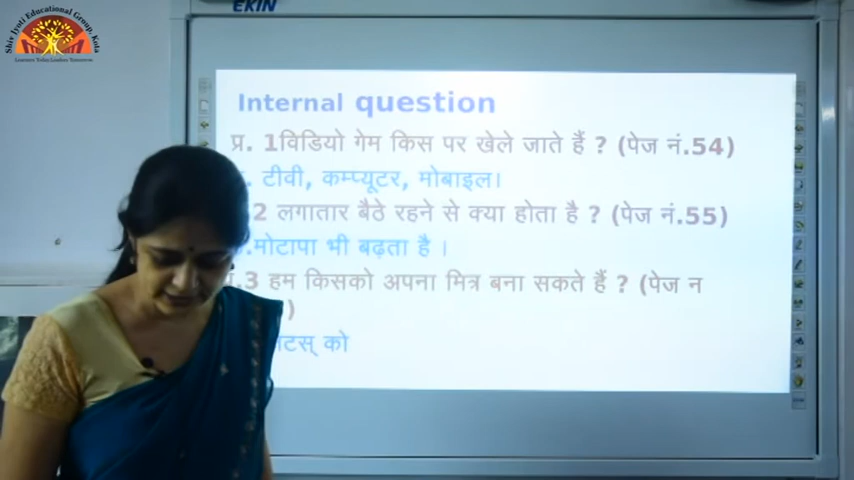 Shiv Jyoti Educational Group, Kota
EKIN
Internal question
प्र. 1विडियो गेम किस पर खेले जाते हैं ? (पेज नं.54)
टीवी, कम्प्यूटर, मोबाइल।
2 लगातार बैठे रहने से क्या होता है ? (पेज नं.55)
.मोटापा भी बढ़ता है ।
.3 हम किसको अपना मित्र बना सकते हैं ? (पेज न
)
टस् को